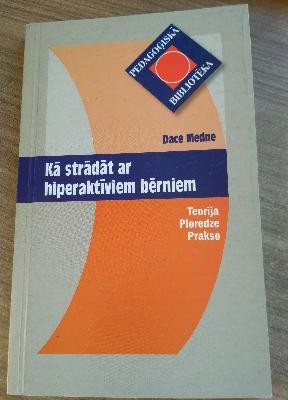 PEDAGOĢISKĀ
BIBLIOTĒKA
Dace Medne
Kā strādāt ar
hiperaktīviem bērniem
Teorija
Pieredze
Prakse